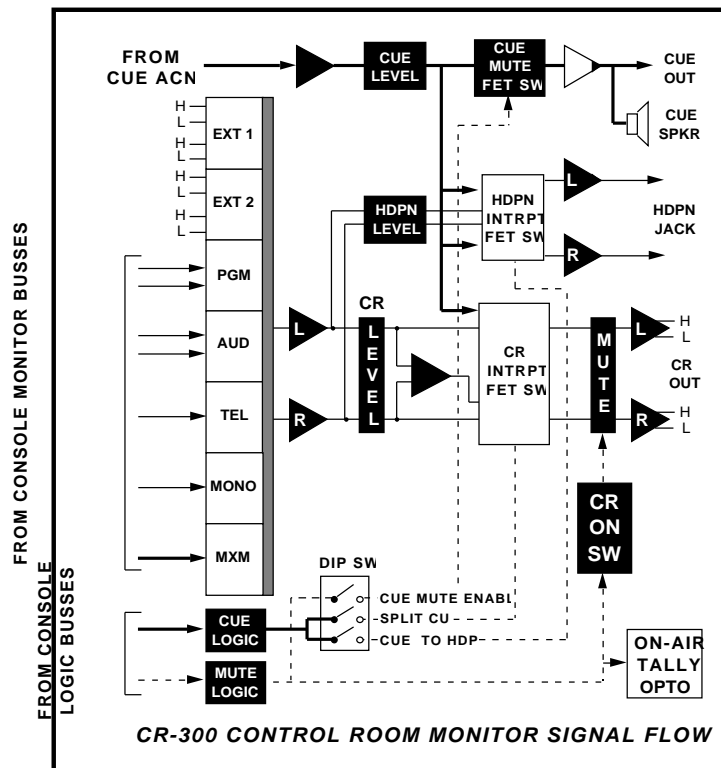 FROM
CUE ACN
CUE
LEVEL
CUE
MUTE
FET SW
CUE
OUT
CUE
SPKR
H
L
H
L
EXT 1
H
L
H
L
EXT 2
HDPN
LEVEL
HDPN
INTRPT
FET SW
L
R
HDPN
JACK
FROM CONSOLE MONITOR BUSSES
PGM
AUD
TEL
MONO
MXM
L
R
CR
LEVEL
CR
INTRPT
FET SW
MUTE
L
R
H
L
CR
OUT
H
L
CR
ON
SW
DIP SW
CUE MUTE ENABL
SPLIT CU
CUE TO HDP
FROM CONSOLE
LOGIC BUSSES
CUE
LOGIC
MUTE
LOGIC
ON-AIR
TALLY
OPTO
CR-300 CONTROL ROOM MONITOR SIGNAL FLOW